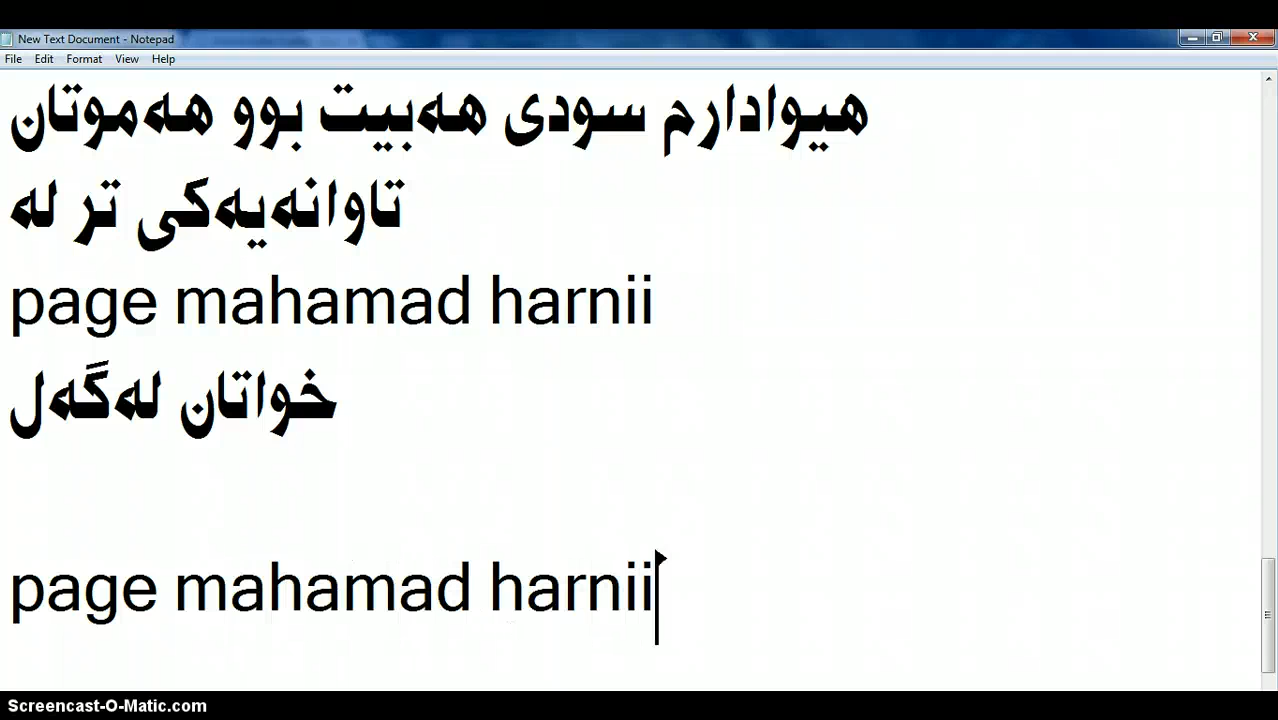 New Text Document - Notepad
File Edit Format View Help
هیوادارم سودی هەبیت بوو هەموتان
تاوانەیەکی تر لە
page mahamad harnii
خواتان لەگەل
page mahamad harnii
Screencast-O-Matic.com